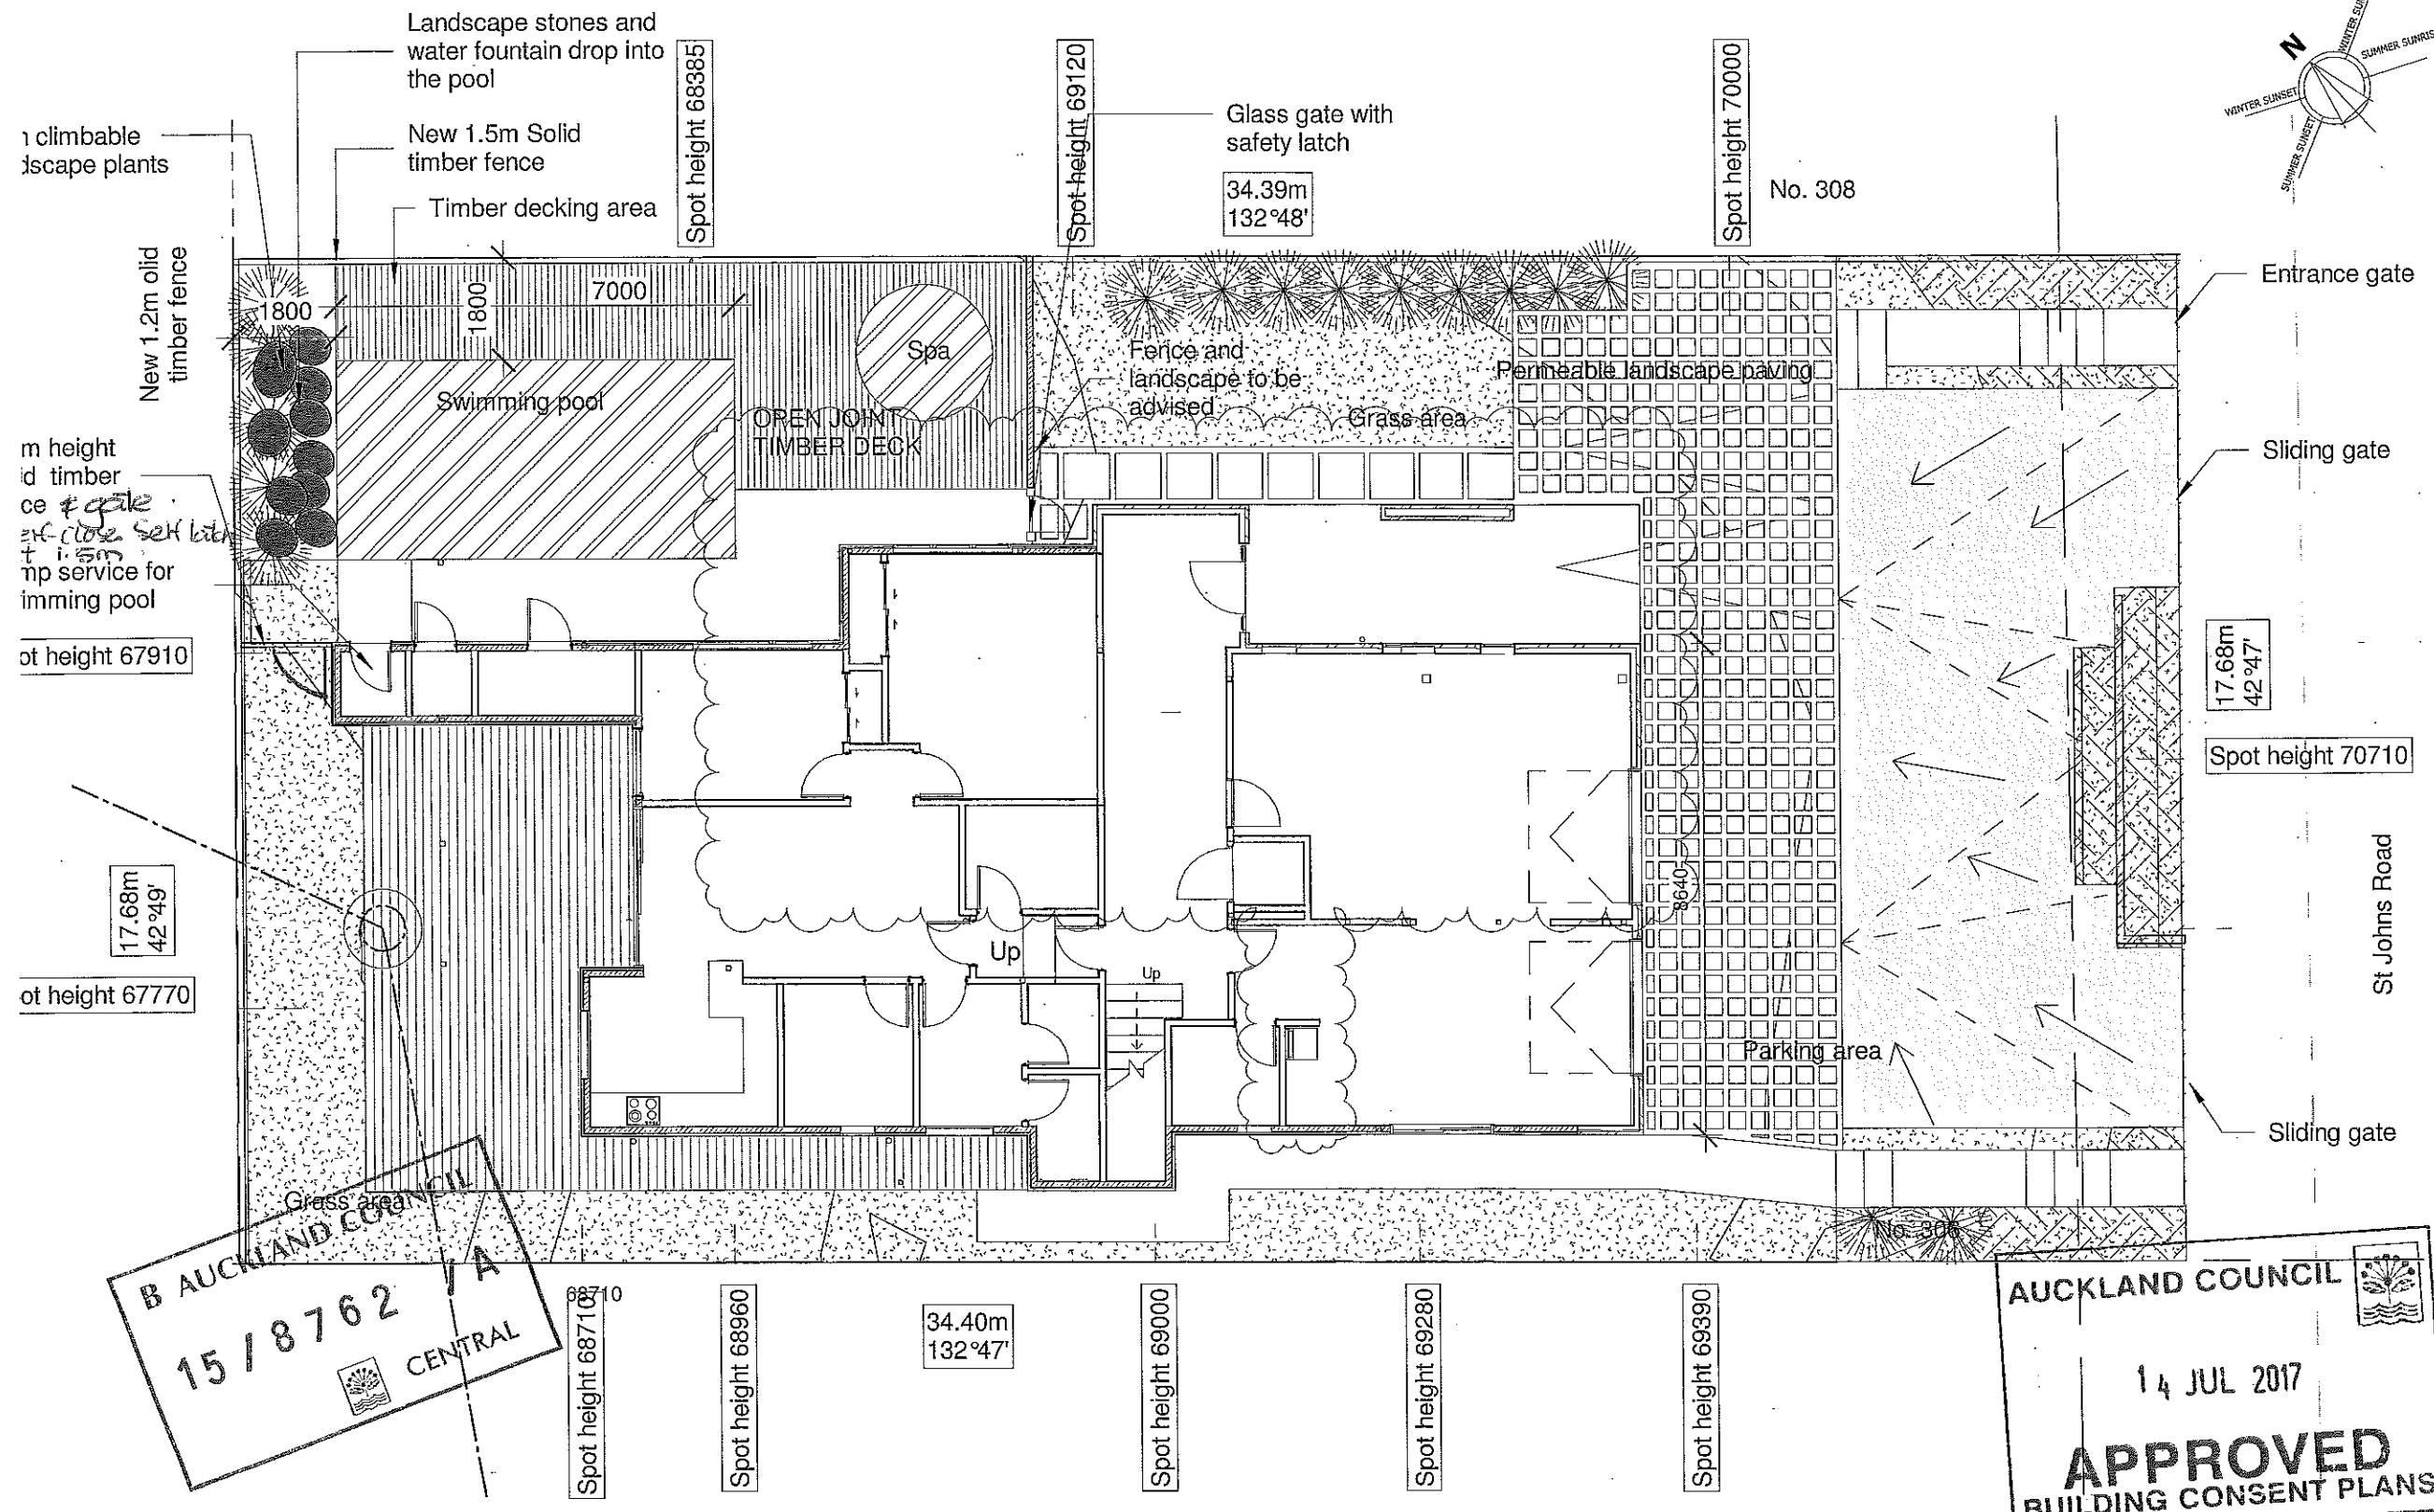 Landscape stones and
water fountain drop into
the pool
climbable
dscape plants
New 1.5m Solid
timber fence
Timber decking area
Spot height 68385
Spot height 69120
Glass gate with
safety latch
34.39m
132°48'
Spot height 70000
No. 308
N
WINTER SUNSET
SUMMER SUNSET
New 1.2m olid
timber fence
1800
1800
7000
Spa
Swimming pool
OPEN JOINT
TIMBER DECK
Fence and
landscape to be
advised
Grass area
Permeable landscape paving
Entrance gate
Sliding gate
m height
d timber
ce & gate
close self latch
t 1.5m
mp service for
imming pool
ot height 67910
17.68m
42°47'
Spot height 70710
17.68m
42°49'
ot height 67770
Up
Up
8640
Parking area
St Johns Road
Sliding gate
Grass area
B AUCKLAND COUNCIL
15/8762 /A
CENTRAL
68710
Spot height 68710
Spot height 68960
34.40m
132°47'
Spot height 69000
Spot height 69280
Spot height 69390
No. 306
AUCKLAND COUNCIL
14 JUL 2017
APPROVED
BUILDING CONSENT PLANS